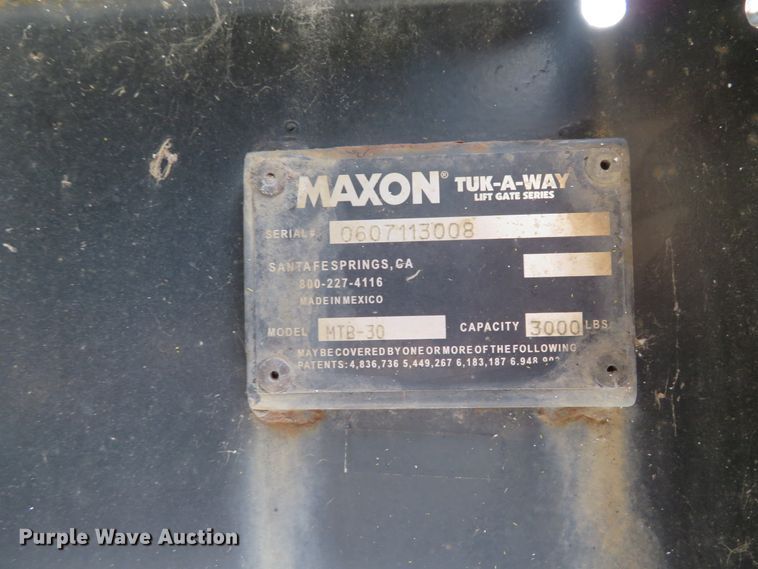 MAXON® TUK-A-WAY
LIFT GATE SERIES
SERIAL# 0607113008
SANTA FE SPRINGS, CA
800-227-4116
MADE IN MEXICO
MODEL MTB-30 CAPACITY 3000 LBS
MAY BE COVERED BY ONE OR MORE OF THE FOLLOWING
PATENTS: 4,836,736 5,449,267 6,183,187
Purple Wave Auction